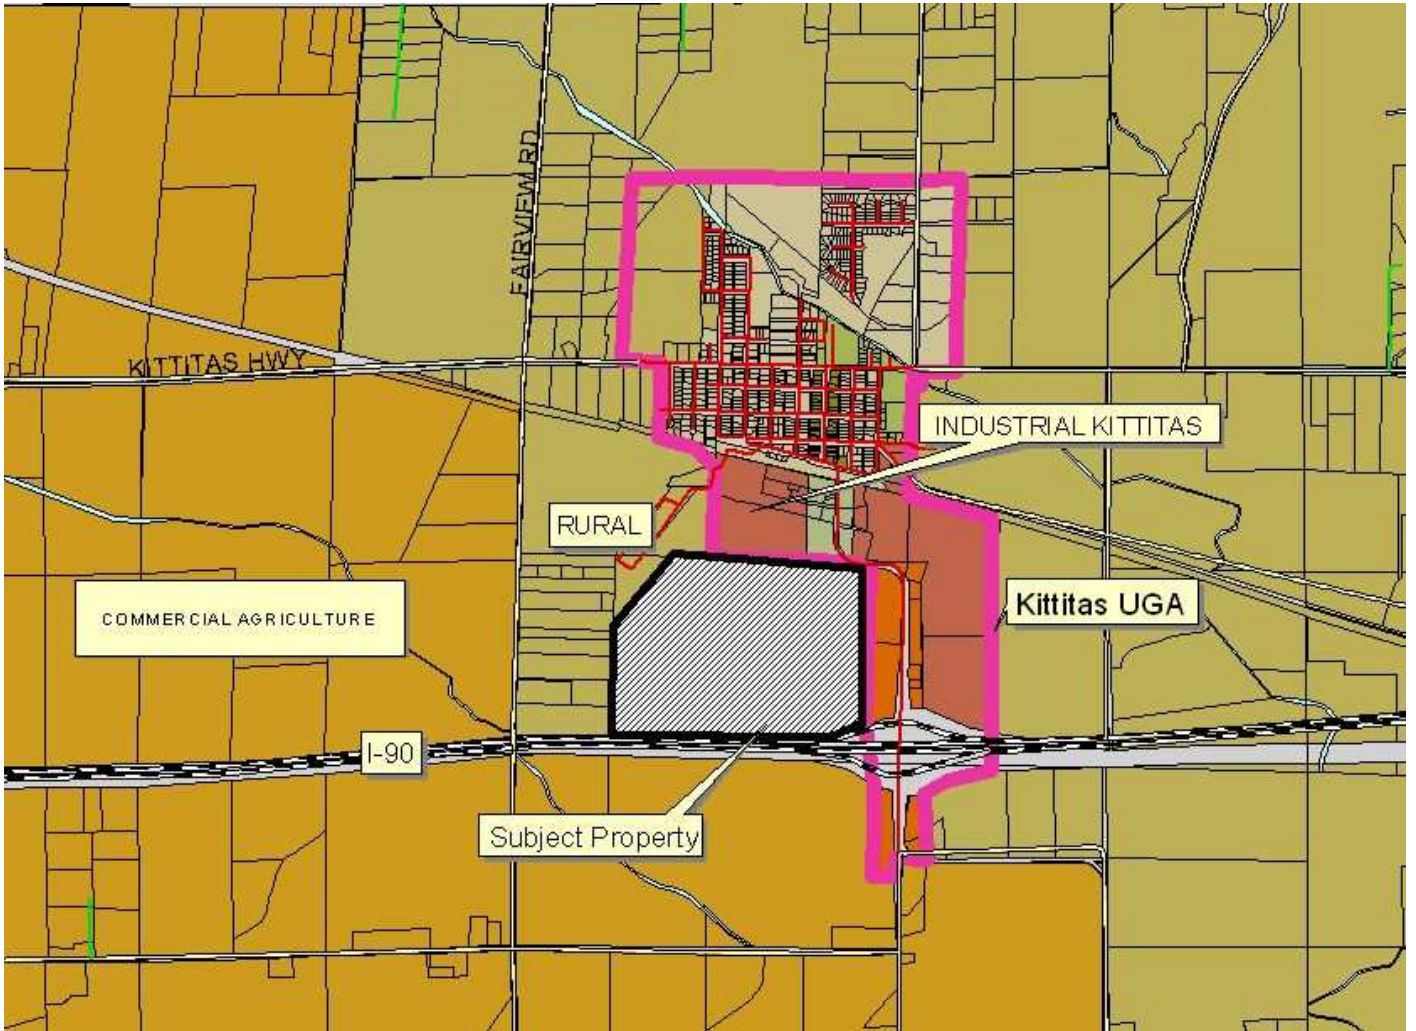 FAIRVIEW RD
KITTITAS HWY
INDUSTRIAL KITTITAS
RURAL
Kittitas UGA
COMMERCIAL AGRICULTURE
I-90
Subject Property